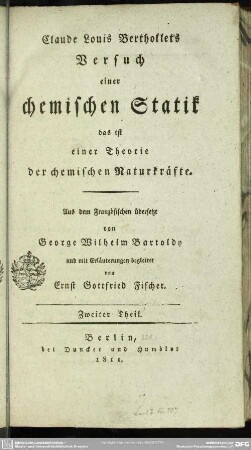 Claude Louis Berthollets
Versuch
einer
chemischen Statik
das ist
einer Theorie
der chemischen Naturkräfte.
Aus dem Französischen übersetzt
von
George Wilhelm Bartoldy
und mit Erläuterungen begleitet
von
Ernst Gottfried Fischer.
Zweiter Theil.
Berlin,
bei Duncker und Humblot
1811.